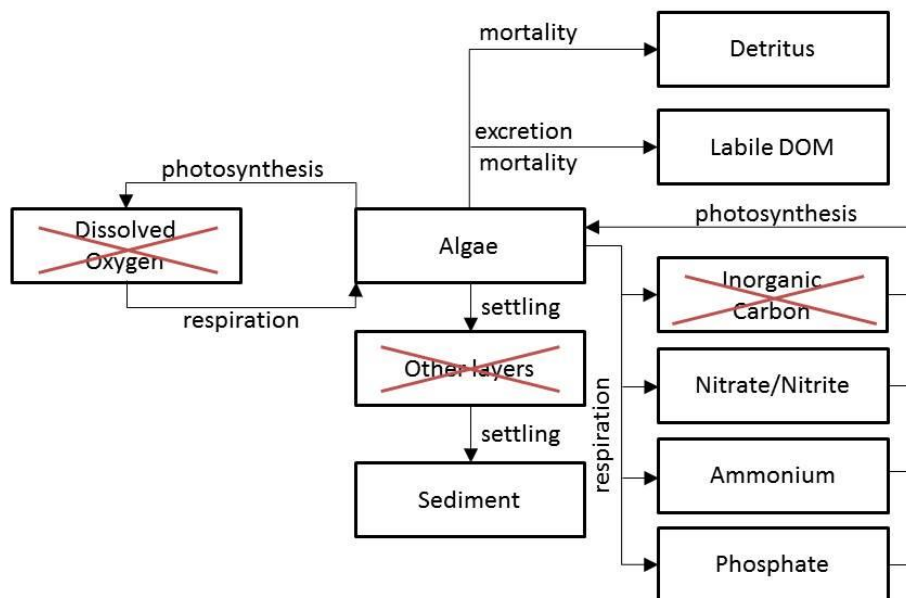 mortality
Detritus
excretion
Labile DOM
mortality
photosynthesis
Dissolved
Oxygen
Algae
photosynthesis
respiration
settling
Inorganic
Carbon
Other layers
Nitrate/Nitrite
settling
respiration
Sediment
Ammonium
Phosphate